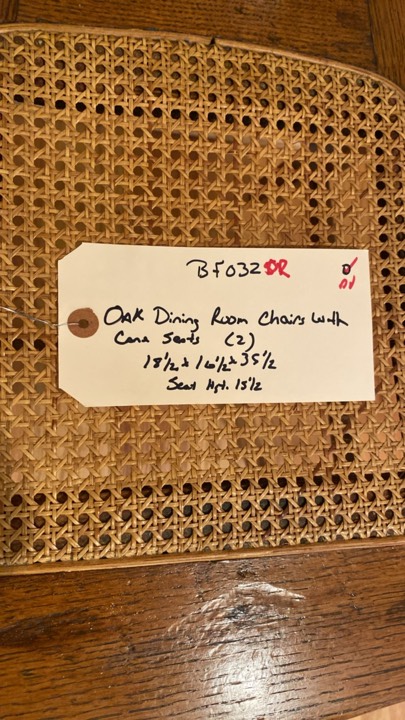 BF032DR
OAK Dining Room Chairs with
Cane Seats (2)
18½ x 16½ x 35½
Seat Hgt. 15½